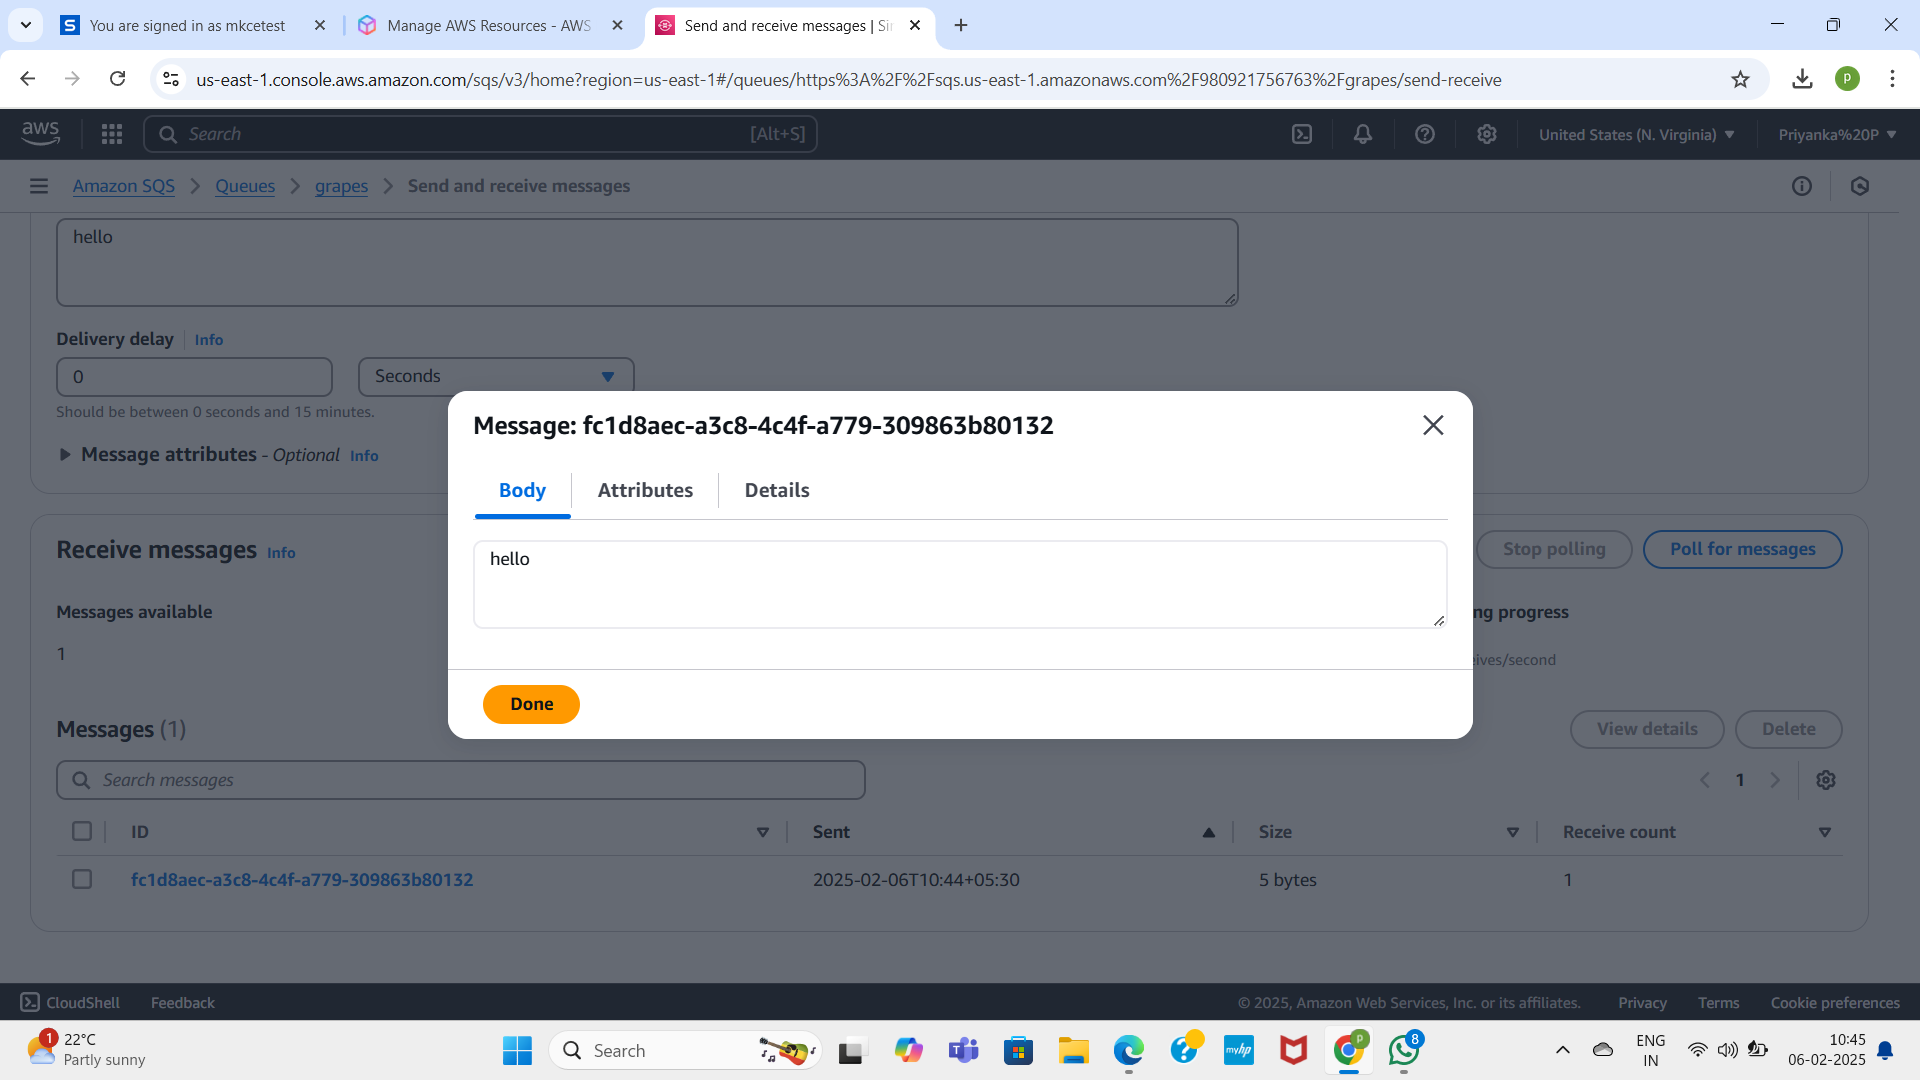 You are signed in as mkcetest
Manage AWS Resources - AWS
Send and receive messages | Sim
us-east-1.console.aws.amazon.com/sqs/v3/home?region=us-east-1#/queues/https%3A%2F%2Fsqs.us-east-1.amazonaws.com%2F980921756763%2Fgrapes/send-receive
P
aws
Search
[Alt+S]
United States (N. Virginia)
Priyanka%20P
Amazon SQS
Queues
grapes
Send and receive messages
hello
Delivery delay
Info
0
Seconds
Should be between 0 seconds and 15 minutes.
Message attributes - Optional Info
Message: fc1d8aec-a3c8-4c4f-a779-309863b80132
Body
Attributes
Details
hello
Done
Receive messages Info
Stop polling
Poll for messages
Messages available
1
ng progress
eives/second
Messages (1)
View details
Delete
Search messages
1
ID
Sent
Size
Receive count
fc1d8aec-a3c8-4c4f-a779-309863b80132
2025-02-06T10:44+05:30
5 bytes
1
CloudShell
Feedback
© 2025, Amazon Web Services, Inc. or its affiliates.
Privacy
Terms
Cookie preferences
1
22°C
Partly sunny
Search
myhp
P
8
ENG
IN
10:45
06-02-2025